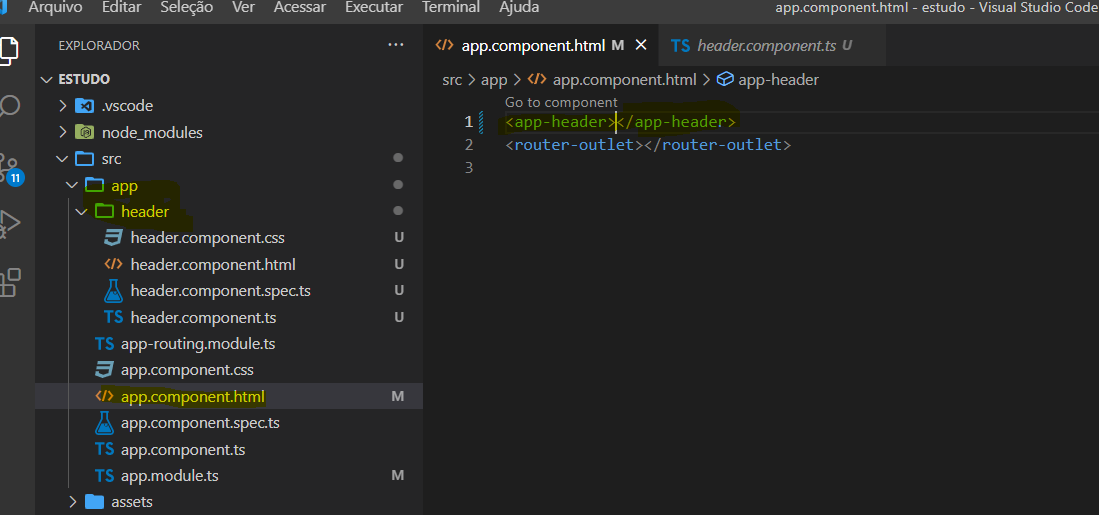 Arquivo Editar Seleção Ver Acessar Executar Terminal Ajuda app.component.html - estudo - Visual Studio Code
EXPLORADOR ···
ESTUDO
.vscode
node_modules
src
app
header
header.component.css U
header.component.html U
header.component.spec.ts U
TS header.component.ts U
TS app-routing.module.ts
app.component.css
<> app.component.html M
app.component.spec.ts
TS app.component.ts
TS app.module.ts M
assets
11
<> app.component.html M × TS header.component.ts U
src > app > <> app.component.html > app-header
Go to component
1 <app-header></app-header>
2 <router-outlet></router-outlet>
3